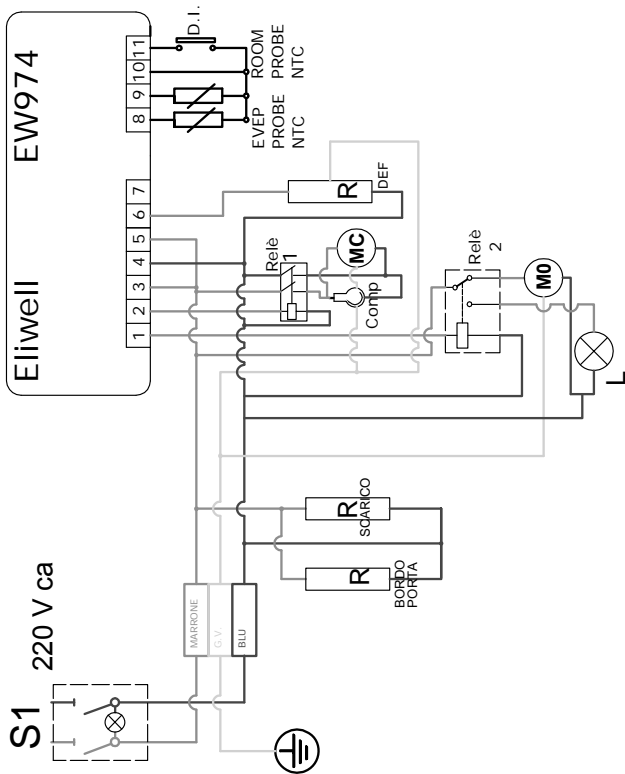 S1
220 V ca
MARRONE
G.V.
BLU
R
BORDO
PORTA
R
SCARICO
Eliwell
EW974
1
2
3
4
5
6
7
8
9
10
11
D.I.
EVEP
PROBE
NTC
ROOM
PROBE
NTC
R
DEF
Relè
1
MC
Comp
Relè
2
M0
L